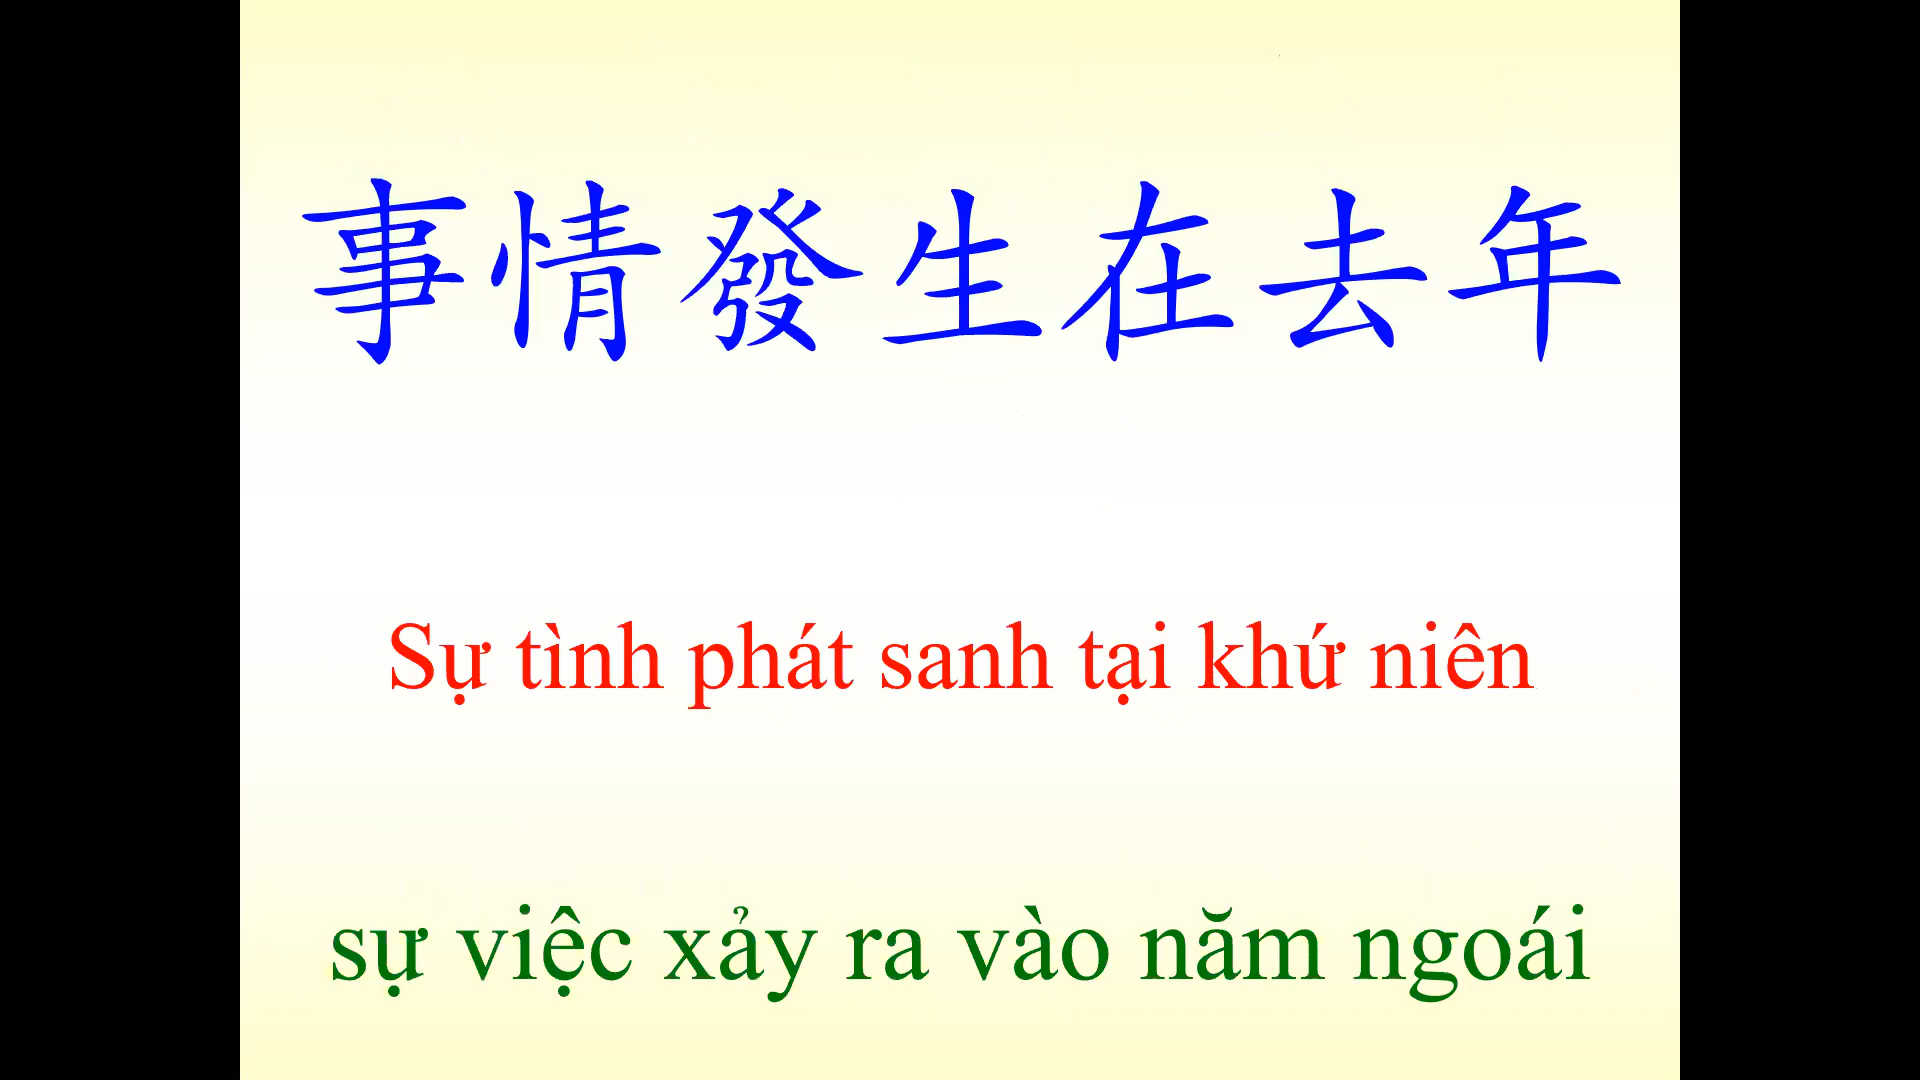 事情發生在去年
Sự tình phát sanh tại khứ niên
sự việc xảy ra vào năm ngoái